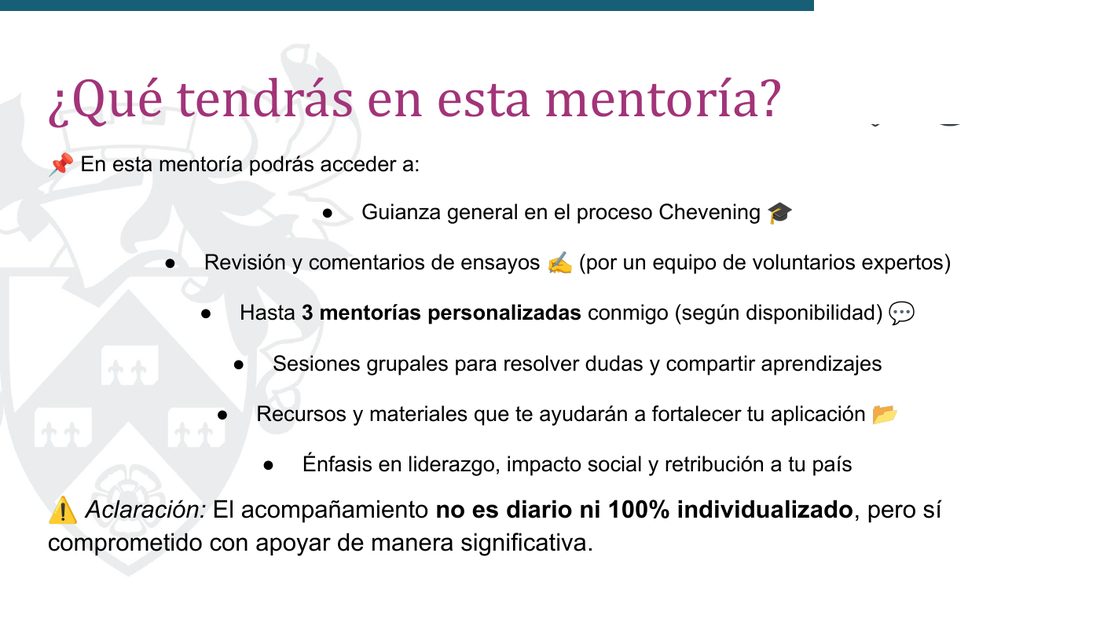 ¿Qué tendrás en esta mentoría?
📌 En esta mentoría podrás acceder a:
● Guianza general en el proceso Chevening 🎓
● Revisión y comentarios de ensayos ✍️ (por un equipo de voluntarios expertos)
● Hasta 3 mentorías personalizadas conmigo (según disponibilidad) 💬
● Sesiones grupales para resolver dudas y compartir aprendizajes
● Recursos y materiales que te ayudarán a fortalecer tu aplicación 📂
● Énfasis en liderazgo, impacto social y retribución a tu país
⚠️ Aclaración: El acompañamiento no es diario ni 100% individualizado, pero sí
comprometido con apoyar de manera significativa.